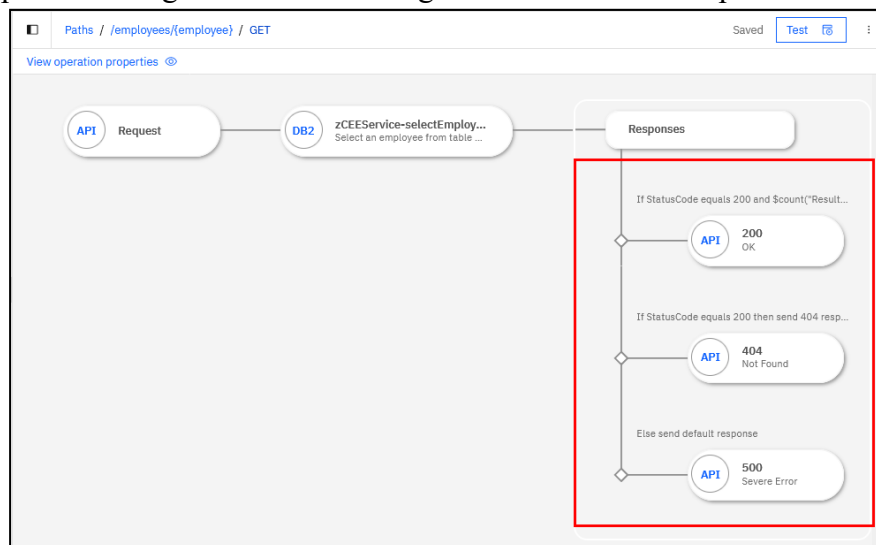 Paths / /employees/{employee} / GET
Saved
Test
View operation properties
API Request
DB2 zCEEService-selectEmploy...
Select an employee from table ...
Responses
If StatusCode equals 200 and $count("Result...
API 200
OK
If StatusCode equals 200 then send 404 resp...
API 404
Not Found
Else send default response
API 500
Severe Error